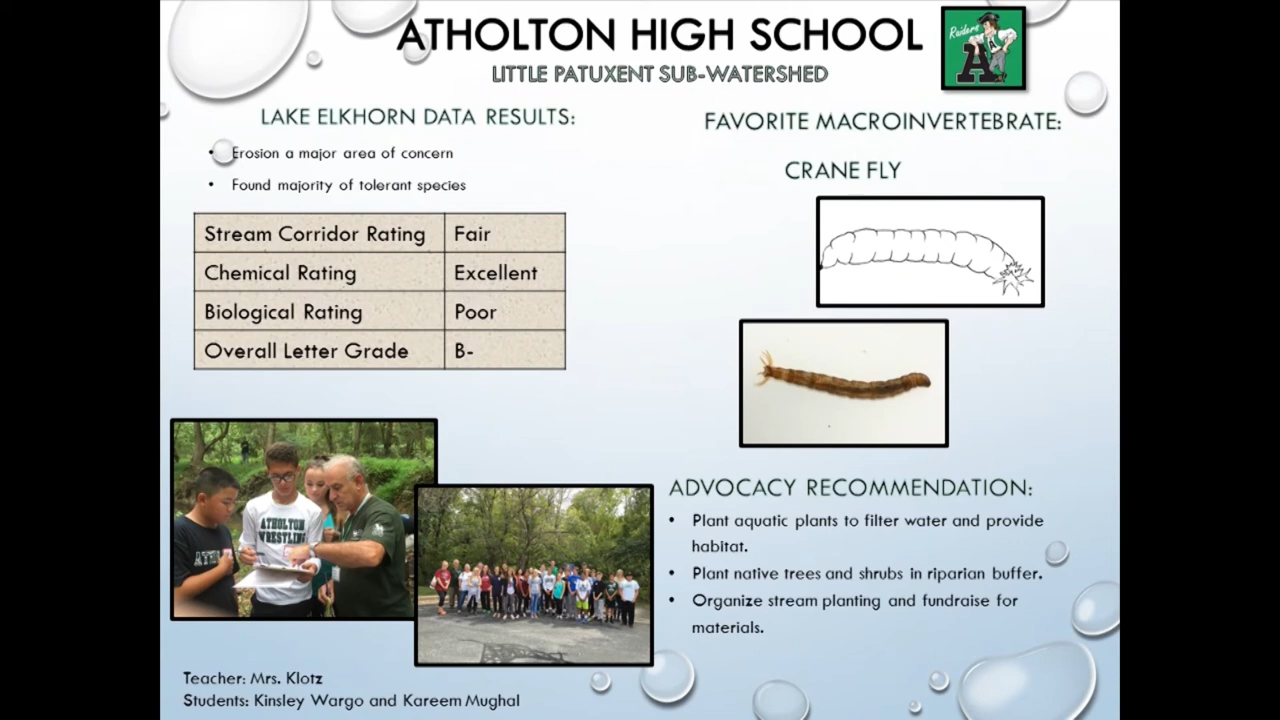 ATHOLTON HIGH SCHOOL
LITTLE PATUXENT SUB-WATERSHED
Raiders
A
LAKE ELKHORN DATA RESULTS:
• Erosion a major area of concern
• Found majority of tolerant species
Stream Corridor Rating Fair
Chemical Rating Excellent
Biological Rating Poor
Overall Letter Grade B-
ATHOLTON
WRESTLING
Teacher: Mrs. Klotz
Students: Kinsley Wargo and Kareem Mughal
FAVORITE MACROINVERTEBRATE:
CRANE FLY
ADVOCACY RECOMMENDATION:
• Plant aquatic plants to filter water and provide
habitat.
• Plant native trees and shrubs in riparian buffer.
• Organize stream planting and fundraise for
materials.